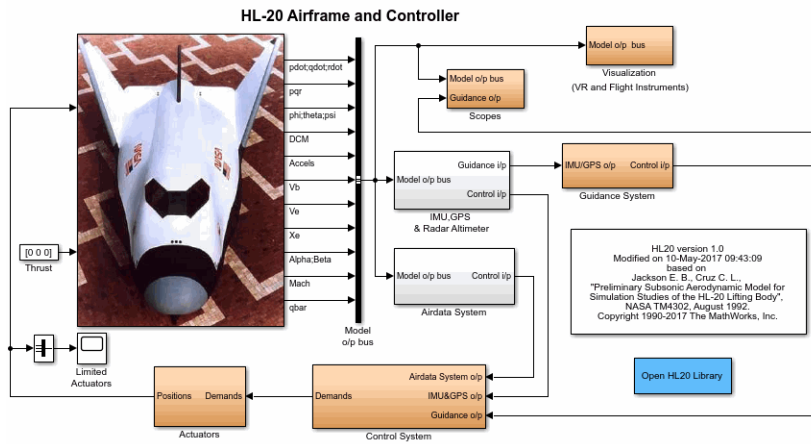 HL-20 Airframe and Controller
pdot;qdot;rdot
pqr
phi;theta;psi
DCM
Accels
Vb
Ve
Xe
Alpha;Beta
Mach
qbar
Model
o/p bus
[0 0 0]
Thrust
Limited
Actuators
Model o/p bus
Visualization
(VR and Flight Instruments)
Model o/p bus
Guidance o/p
Scopes
Guidance i/p
Model o/p bus
Control i/p
IMU,GPS
& Radar Altimeter
IMU/GPS o/p
Control i/p
Guidance System
Model o/p bus
Control i/p
Airdata System
HL20 version 1.0
Modified on 10-May-2017 09:43:09
based on
Jackson E. B., Cruz C. L.,
"Preliminary Subsonic Aerodynamic Model for
Simulation Studies of the HL-20 Lifting Body",
NASA TM4302, August 1992.
Copyright 1990-2017 The MathWorks, Inc.
Open HL20 Library
Positions
Demands
Actuators
Demands
Airdata System o/p
IMU&GPS o/p
Guidance o/p
Control System